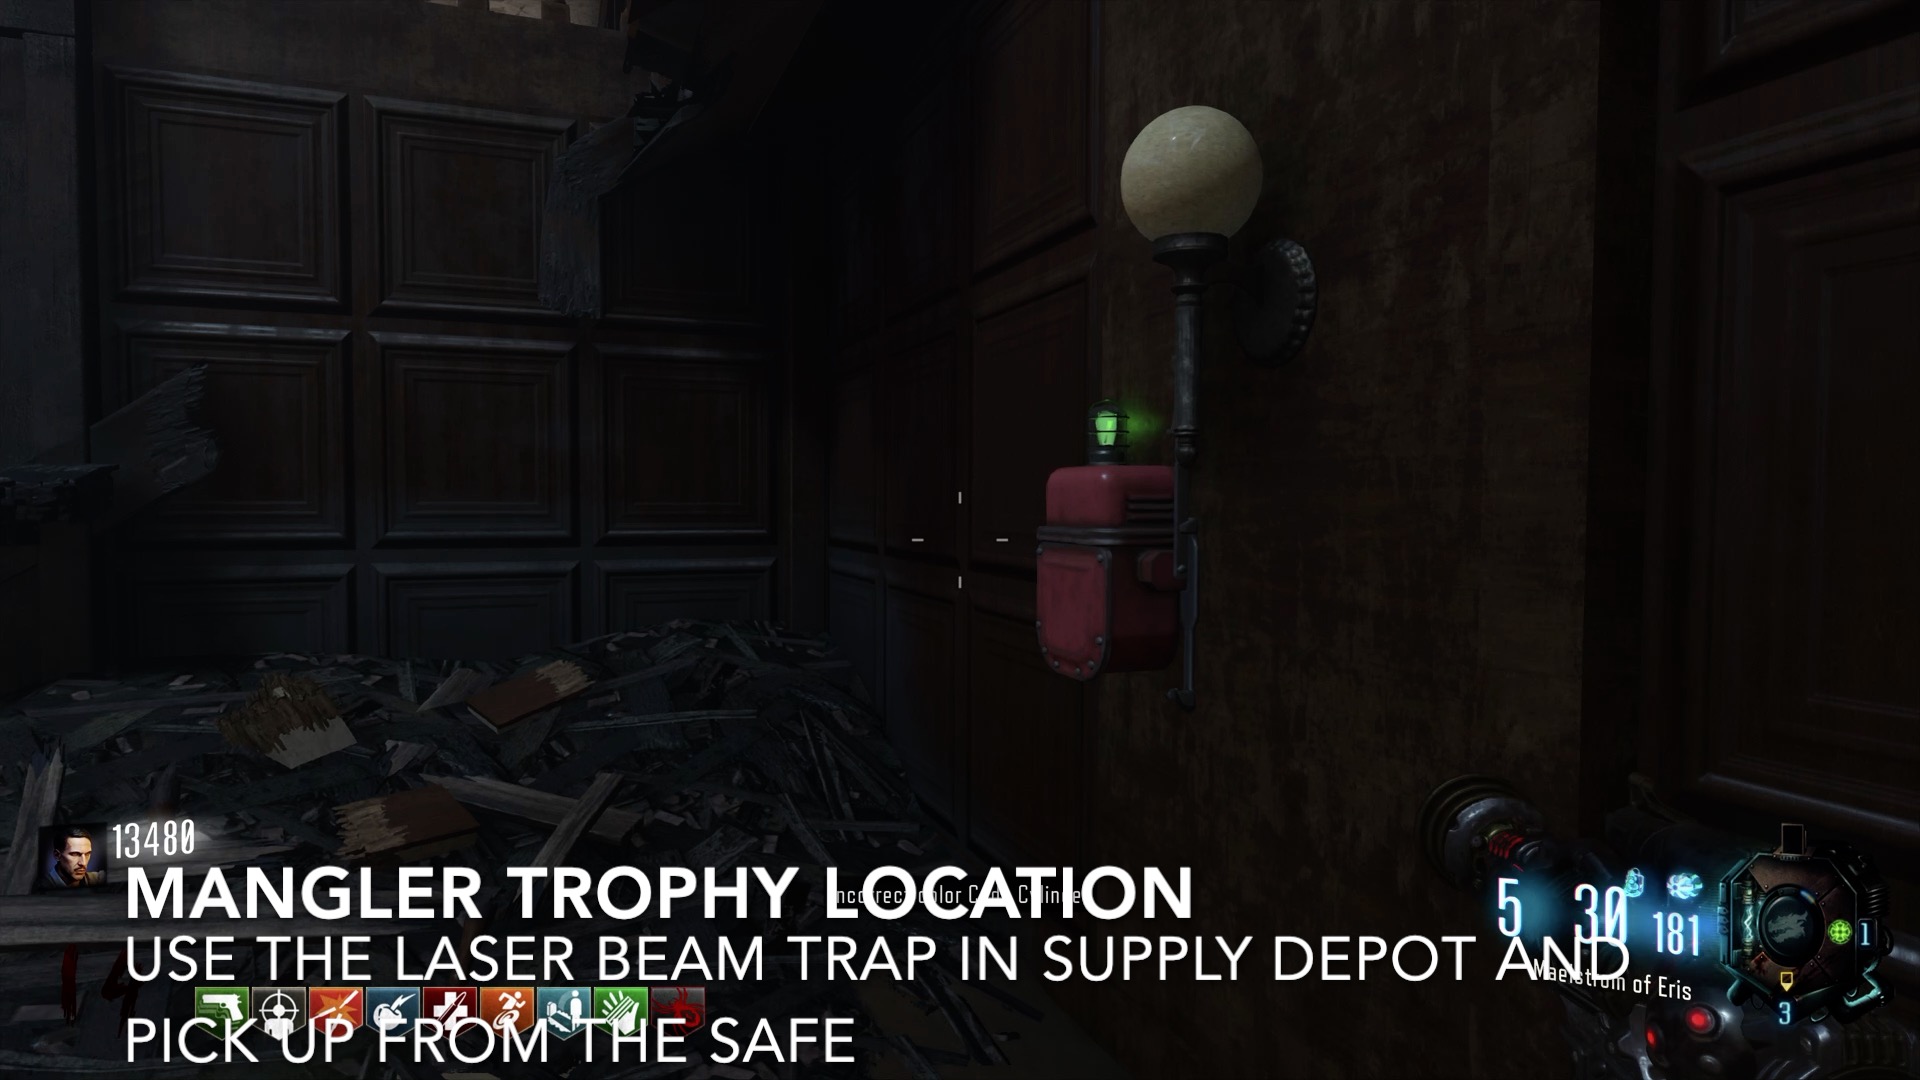 13480
MANGLER TROPHY LOCATION
USE THE LASER BEAM TRAP IN SUPPLY DEPOT AND
PICK UP FROM THE SAFE
5 30 181
1
Maelstrom of Eris
3
14